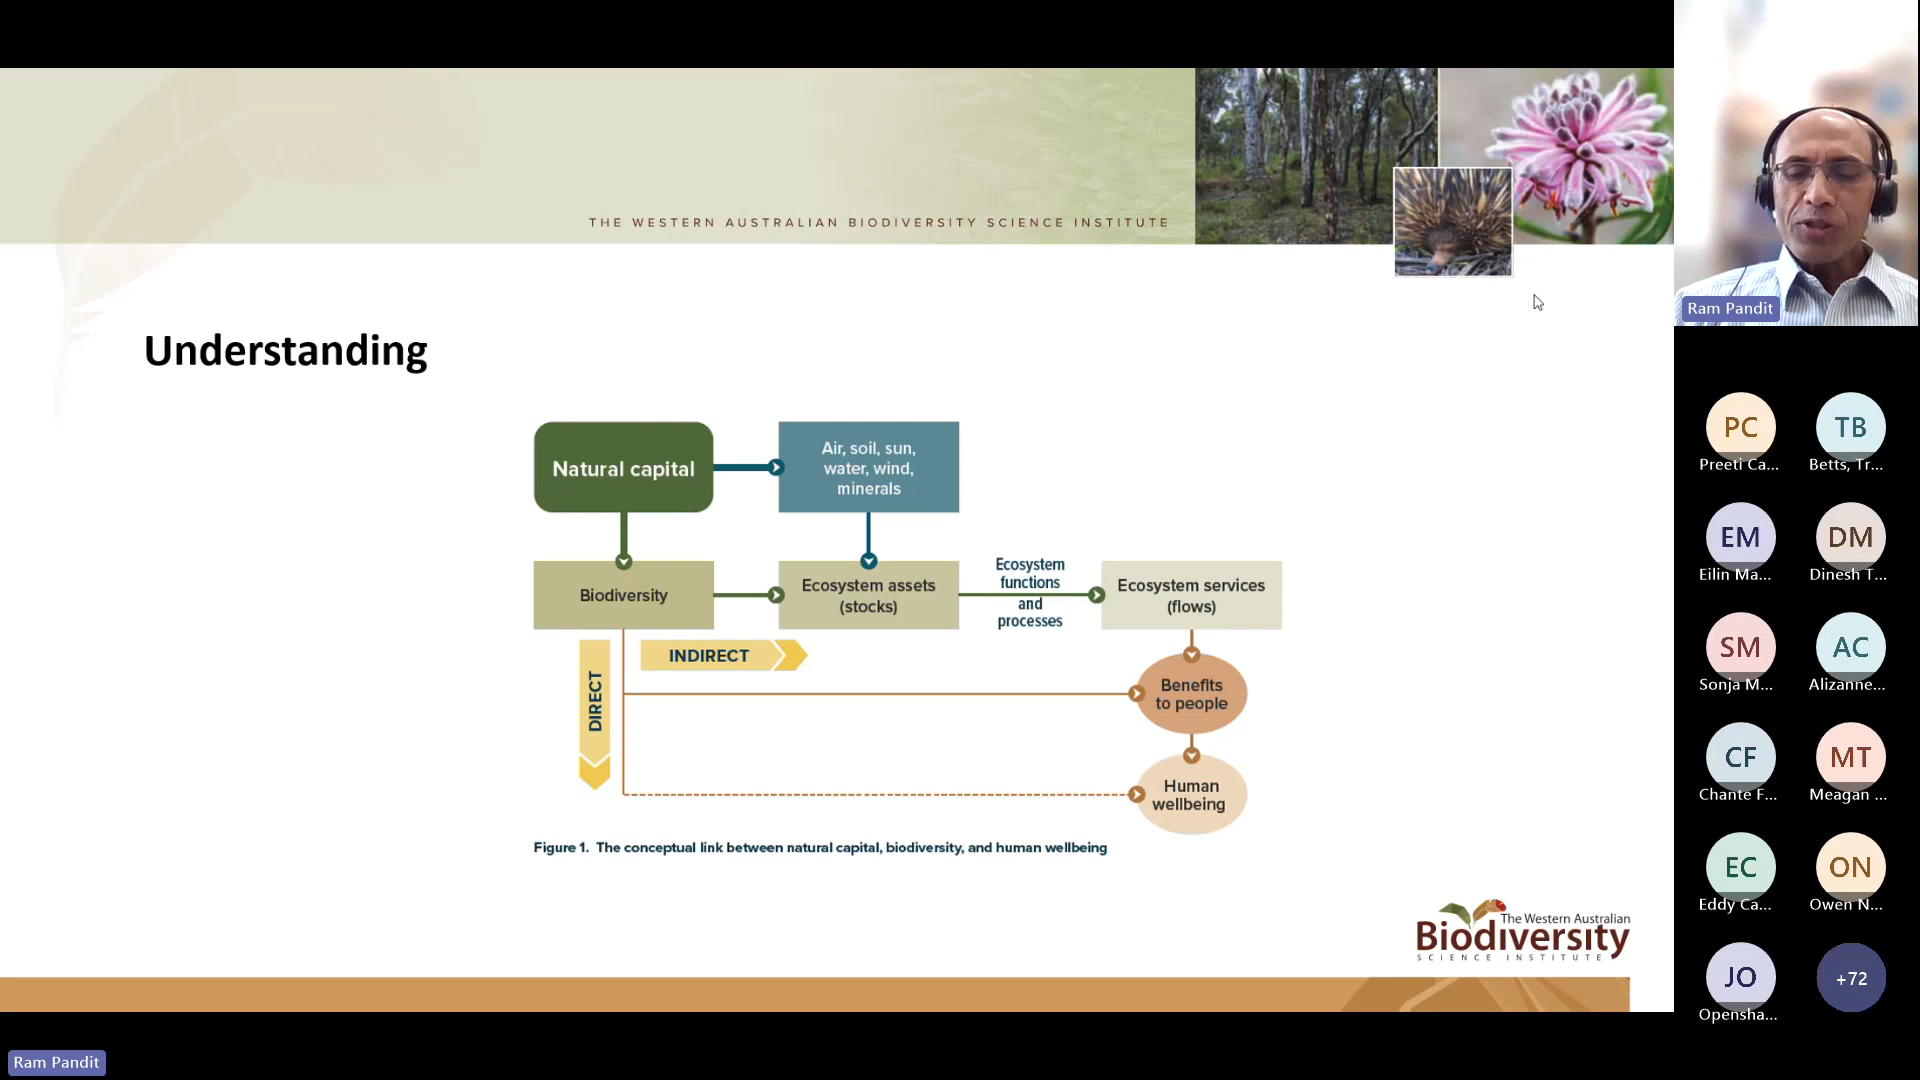 THE WESTERN AUSTRALIAN BIODIVERSITY SCIENCE INSTITUTE
Understanding
Natural capital
Air, soil, sun,
water, wind,
minerals
Biodiversity
Ecosystem assets
(stocks)
Ecosystem
functions
and
processes
Ecosystem services
(flows)
INDIRECT
DIRECT
Benefits
to people
Human
wellbeing
Figure 1. The conceptual link between natural capital, biodiversity, and human wellbeing
The Western Australian
Biodiversity
SCIENCE INSTITUTE
Ram Pandit
PC
Preeti Ca...
TB
Betts, Tr...
EM
Eilin Ma...
DM
Dinesh T...
SM
Sonja M...
AC
Alizanne...
CF
Chante F...
MT
Meagan ...
EC
Eddy Ca...
ON
Owen N...
JO
Opensha...
+72
Ram Pandit